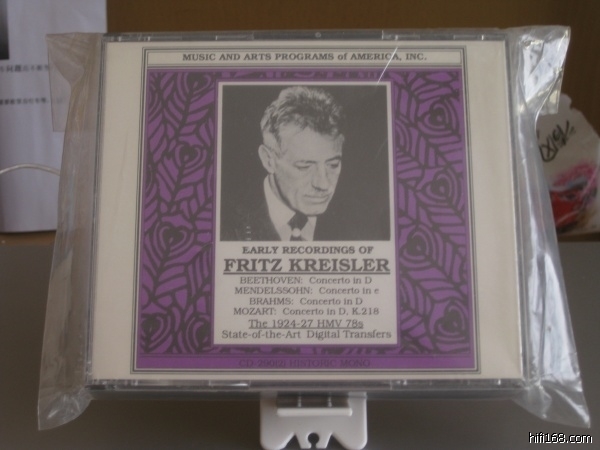 MUSIC AND ARTS PROGRAMS of AMERICA, INC.
EARLY RECORDINGS OF
FRITZ KREISLER
BEETHOVEN: Concerto in D
MENDELSSOHN: Concerto in e
BRAHMS: Concerto in D
MOZART: Concerto in D, K.218
The 1924-27 HMV 78s
State-of-the-Art Digital Transfers
HISTORIC MONO
hifi168.com